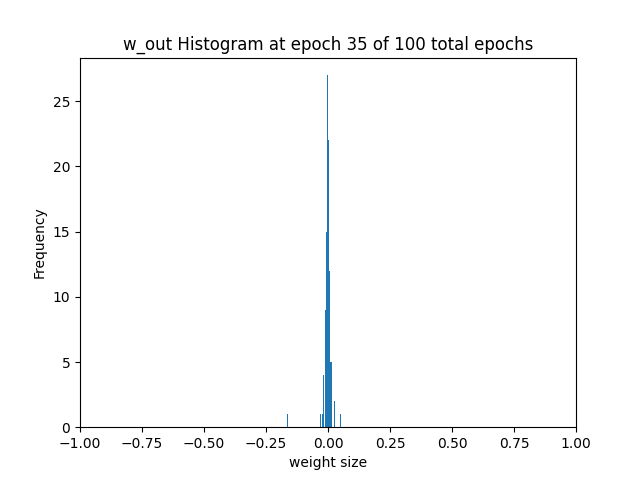 w_out Histogram at epoch 35 of 100 total epochs
Frequency
25
20
15
10
5
0
−1.00 −0.75 −0.50 −0.25 0.00 0.25 0.50 0.75 1.00
weight size